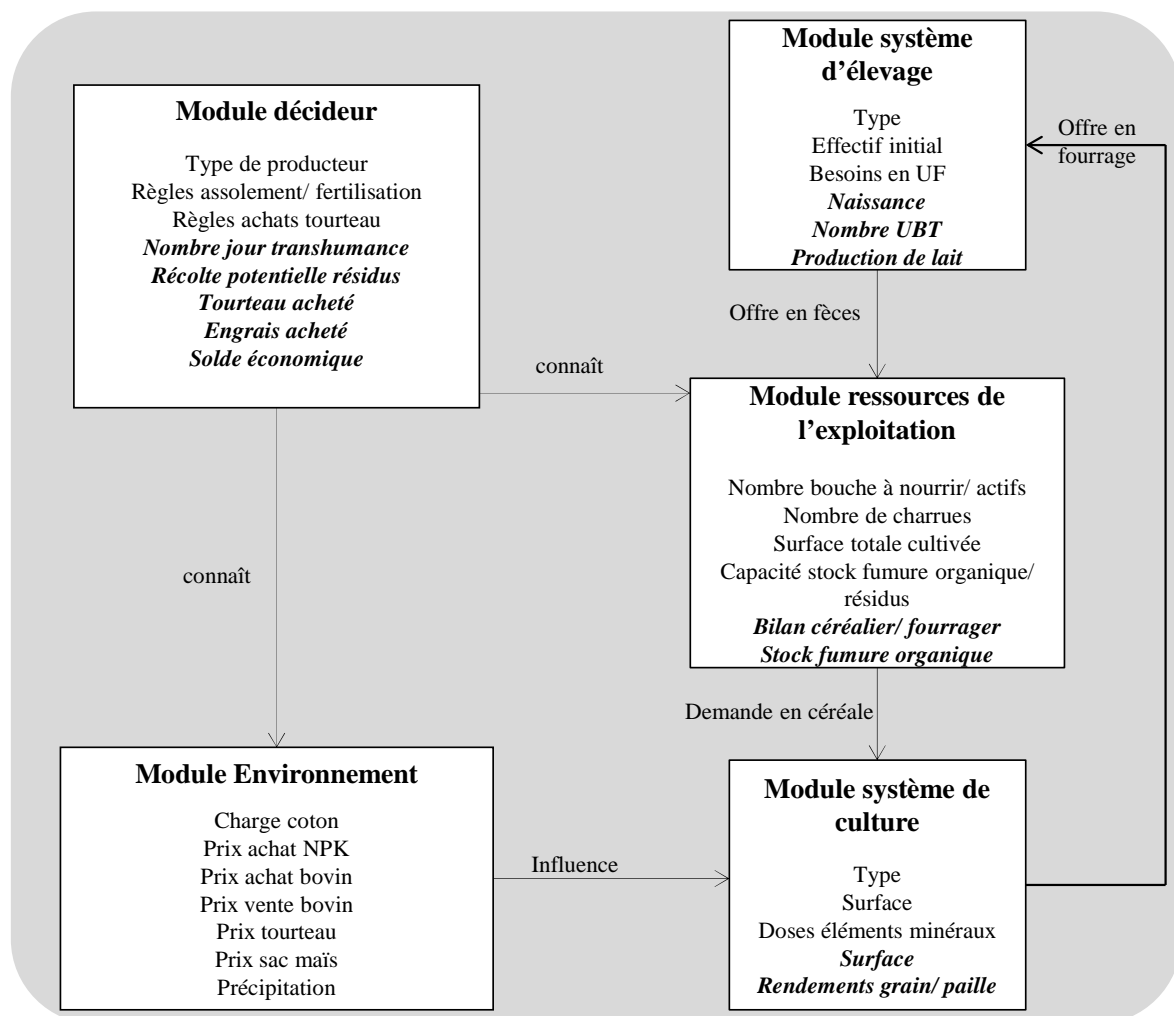 Module décideur
Type de producteur
Règles assolement/ fertilisation
Règles achats tourteau
Nombre jour transhumance
Récolte potentielle résidus
Tourteau acheté
Engrais acheté
Solde économique
Module système
d’élevage
Type
Effectif initial
Besoins en UF
Naissance
Nombre UBT
Production de lait
Offre en
fourrage
Offre en fèces
connaît
Module ressources de
l’exploitation
Nombre bouche à nourrir/ actifs
Nombre de charrues
Surface totale cultivée
Capacité stock fumure organique/
résidus
Bilan céréalier/ fourrager
Stock fumure organique
connaît
Demande en céréale
Module Environnement
Charge coton
Prix achat NPK
Prix achat bovin
Prix vente bovin
Prix tourteau
Prix sac maïs
Précipitation
Influence
Module système de
culture
Type
Surface
Doses éléments minéraux
Surface
Rendements grain/ paille